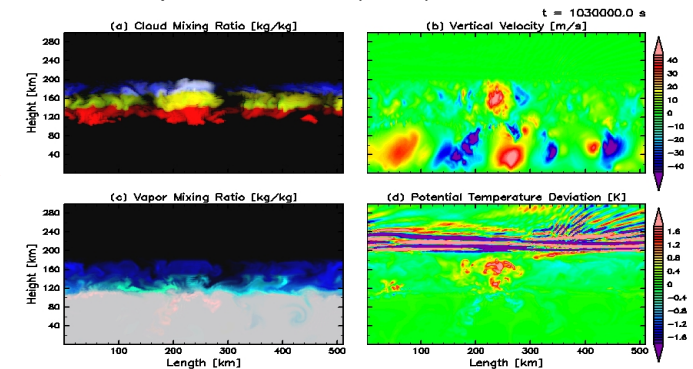 t = 1030000.0 s
(a) Cloud Mixing Ratio [kg/kg]
(b) Vertical Velocity [m/s]
280
240
200
160
120
80
40
Height [km]
40
30
20
10
0
-10
-20
-30
-40
(c) Vapor Mixing Ratio [kg/kg]
(d) Potential Temperature Deviation [K]
280
240
200
160
120
80
40
Height [km]
1.6
1.2
0.8
0.4
0
-0.4
-0.8
-1.2
-1.6
100 200 300 400 500
100 200 300 400 500
Length [km]
Length [km]